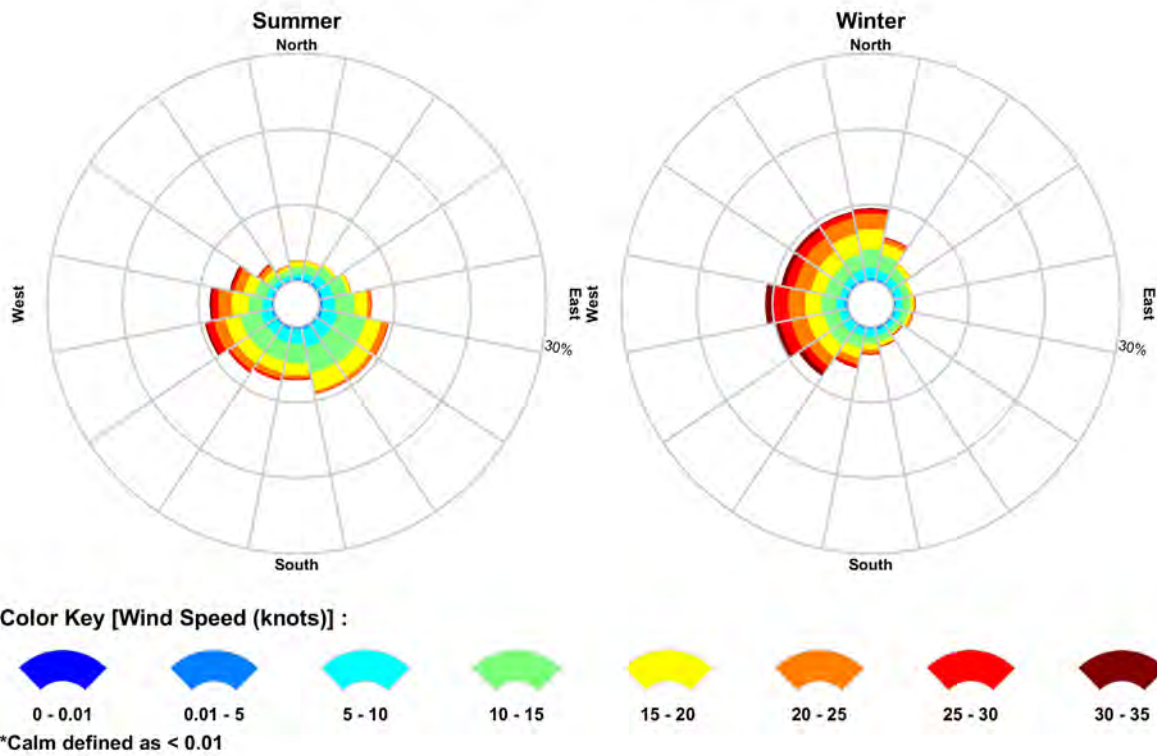 Summer
North
West
East
30%
South
Winter
North
West
East
30%
South
Color Key [Wind Speed (knots)] :
0 - 0.01
0.01 - 5
5 - 10
10 - 15
15 - 20
20 - 25
25 - 30
30 - 35
*Calm defined as < 0.01